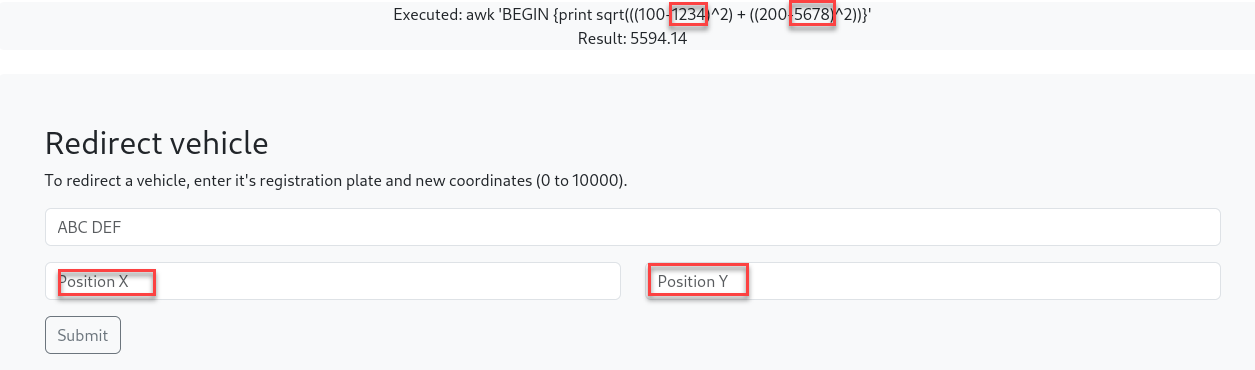 Executed: awk 'BEGIN {print sqrt(((100-1234)^2) + ((200-5678)^2))}'
Result: 5594.14
Redirect vehicle
To redirect a vehicle, enter it's registration plate and new coordinates (0 to 10000).
ABC DEF
Position X Position Y
Submit